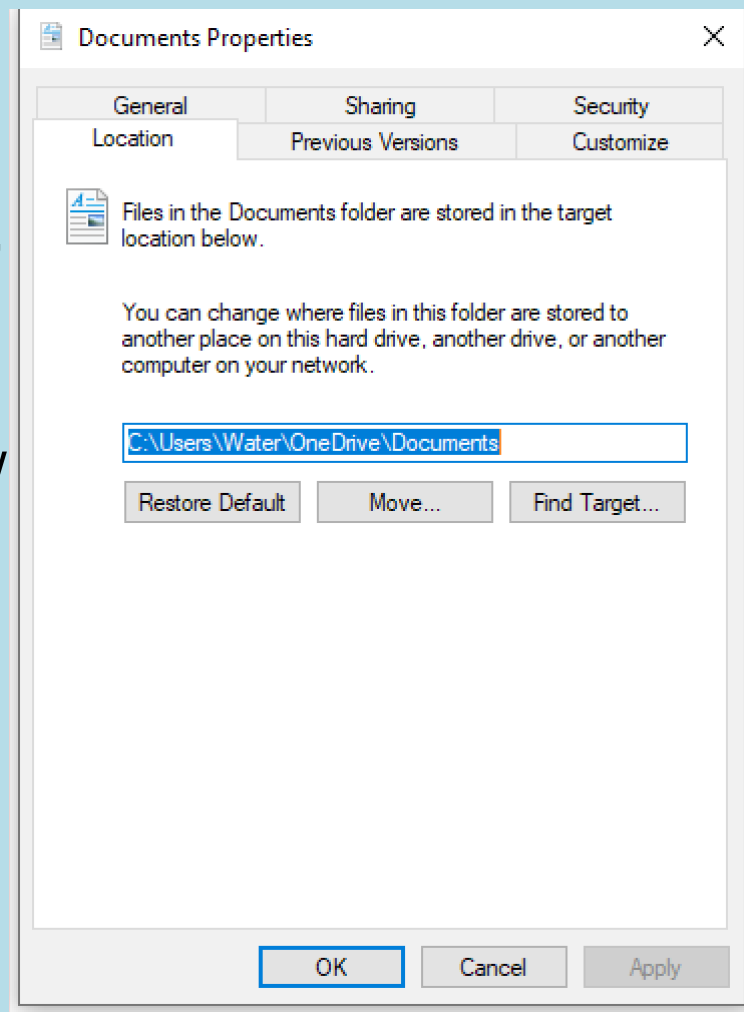 Documents Properties
General Sharing Security
Location Previous Versions Customize
Files in the Documents folder are stored in the target
location below.
You can change where files in this folder are stored to
another place on this hard drive, another drive, or another
computer on your network.
C:\Users\Water\OneDrive\Documents
Restore Default Move... Find Target...
OK Cancel Apply